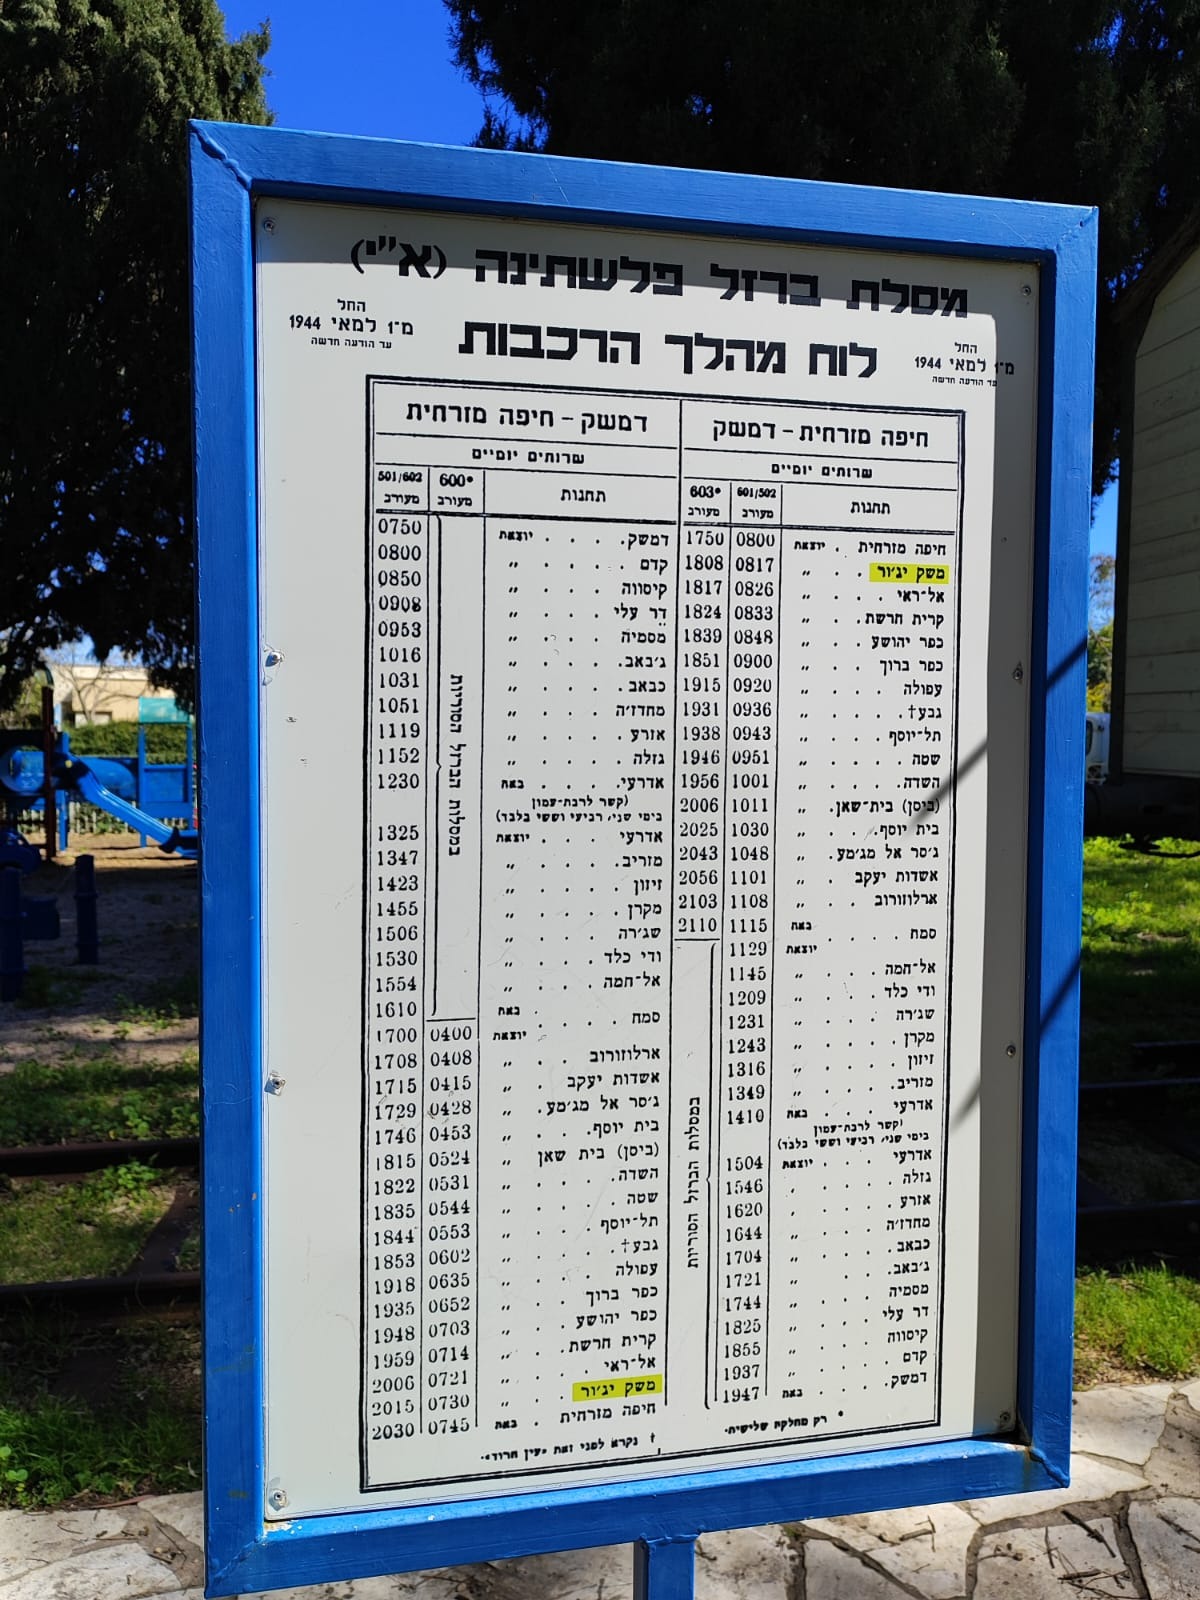 מסלת ברזל פלשתינה (א"י)
לוח מהלך הרכבות
החל
מ־1 למאי 1944
עד הודעה חדשה
החל
מ־1 למאי 1944
עד הודעה חדשה
חיפה מזרחית – דמשק
שרותים יומיים
תחנות 601/502 מעורב 603* מעורב
חיפה מזרחית . יוצאת 0800 1750
משק יג'ור . . „ 0817 1808
אל־ראי . . . „ 0826 1817
קרית חרשת . . „ 0833 1824
כפר יהושע . . „ 0848 1839
כפר ברוך . . „ 0900 1851
עפולה . . . „ 0920 1915
גבע† . . . . „ 0936 1931
תל־יוסף . . . „ 0943 1938
שטה . . . . „ 0951 1946
השדה . . . . „ 1001 1956
(ביסן) בית־שאן . „ 1011 2006
בית יוסף . . . „ 1030 2025
ג'סר אל מג'מע . „ 1048 2043
אשדות יעקב . „ 1101 2056
ארלוזורוב . . „ 1108 2103
סמח . . . . באת 1115 2110
יוצאת 1129
אל־חמה . . . „ 1145
ודי כלד . . . „ 1209
שג'רה . . . „ 1231
מקרן . . . . „ 1243
זיזון . . . . „ 1316
מזריב . . . . „ 1349
אדרעי . . . באת 1410
(קשר לרבת־עמון
בימי שני, רביעי וששי בלבד)
אדרעי . . . יוצאת 1504
גזלה . . . . „ 1546
אזרע . . . . „ 1620
מחדז'ה . . . „ 1644
כבאב . . . . „ 1704
ג'באב . . . . „ 1721
מסמיה . . . „ 1744
דר עלי . . . „ 1825
קיסווה . . . „ 1855
קדם . . . . „ 1937
דמשק . . . . באת 1947
במסלות הברזל הסוריות
* רק מחלקה שלישית.
דמשק – חיפה מזרחית
שרותים יומיים
תחנות 600* מעורב 501/602 מעורב
דמשק . . . . יוצאת 0750
קדם . . . . „ 0800
קיסווה . . . „ 0850
דר עלי . . . „ 0908
מסמיה . . . „ 0953
ג'באב . . . . „ 1016
כבאב . . . . „ 1031
מחדז'ה . . . „ 1051
אזרע . . . . „ 1119
גזלה . . . . „ 1152
אדרעי . . . . באת 1230
(קשר לרבת־עמון
בימי שני, רביעי וששי בלבד)
אדרעי . . . יוצאת 1325
מזריב . . . . „ 1347
זיזון . . . . „ 1423
מקרן . . . . „ 1455
שג'רה . . . „ 1506
ודי כלד . . . „ 1530
אל־חמה . . . „ 1554
סמח . . . . באת 1610
יוצאת 0400 1700
ארלוזורוב . . „ 0408 1708
אשדות יעקב . „ 0415 1715
ג'סר אל מג'מע . „ 0428 1729
בית יוסף . . . „ 0453 1746
(ביסן) בית שאן „ 0524 1815
השדה . . . . „ 0531 1822
שטה . . . . „ 0544 1835
תל־יוסף . . . „ 0553 1844
גבע† . . . . „ 0602 1853
עפולה . . . „ 0635 1918
כפר ברוך . . „ 0652 1935
כפר יהושע . . „ 0703 1948
קרית חרשת . . „ 0714 1959
אל־ראי . . . „ 0721 2006
משק יג'ור . . „ 0730 2015
חיפה מזרחית . באת 0745 2030
במסלת הברזל הסוריות
† נקרא לפני זאת «עין חרוד».